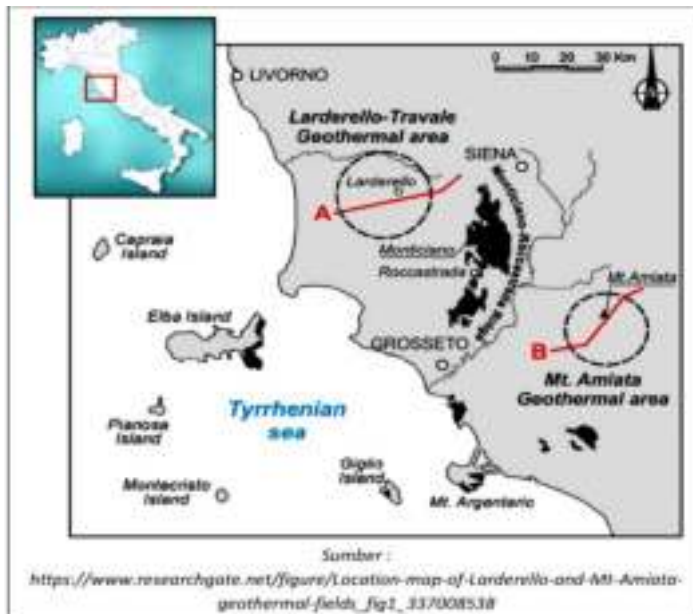 0 10 20 30 Km
N
LIVORNO
Larderello-Travale
Geothermal area
SIENA
Larderello
A
Capraia
Island
Monticiano
Roccastrada
Mt.Amiata
Elba Island
GROSSETO
B
Mt. Amiata
Geothermal area
Tyrrhenian
sea
Pianosa
Island
Giglio
Island
Montecristo
Island
Mt. Argentario
Sumber :
https://www.researchgate.net/figure/Location-map-of-Larderello-and-Mt-Amiata-
geothermal-fields_fig1_337008538